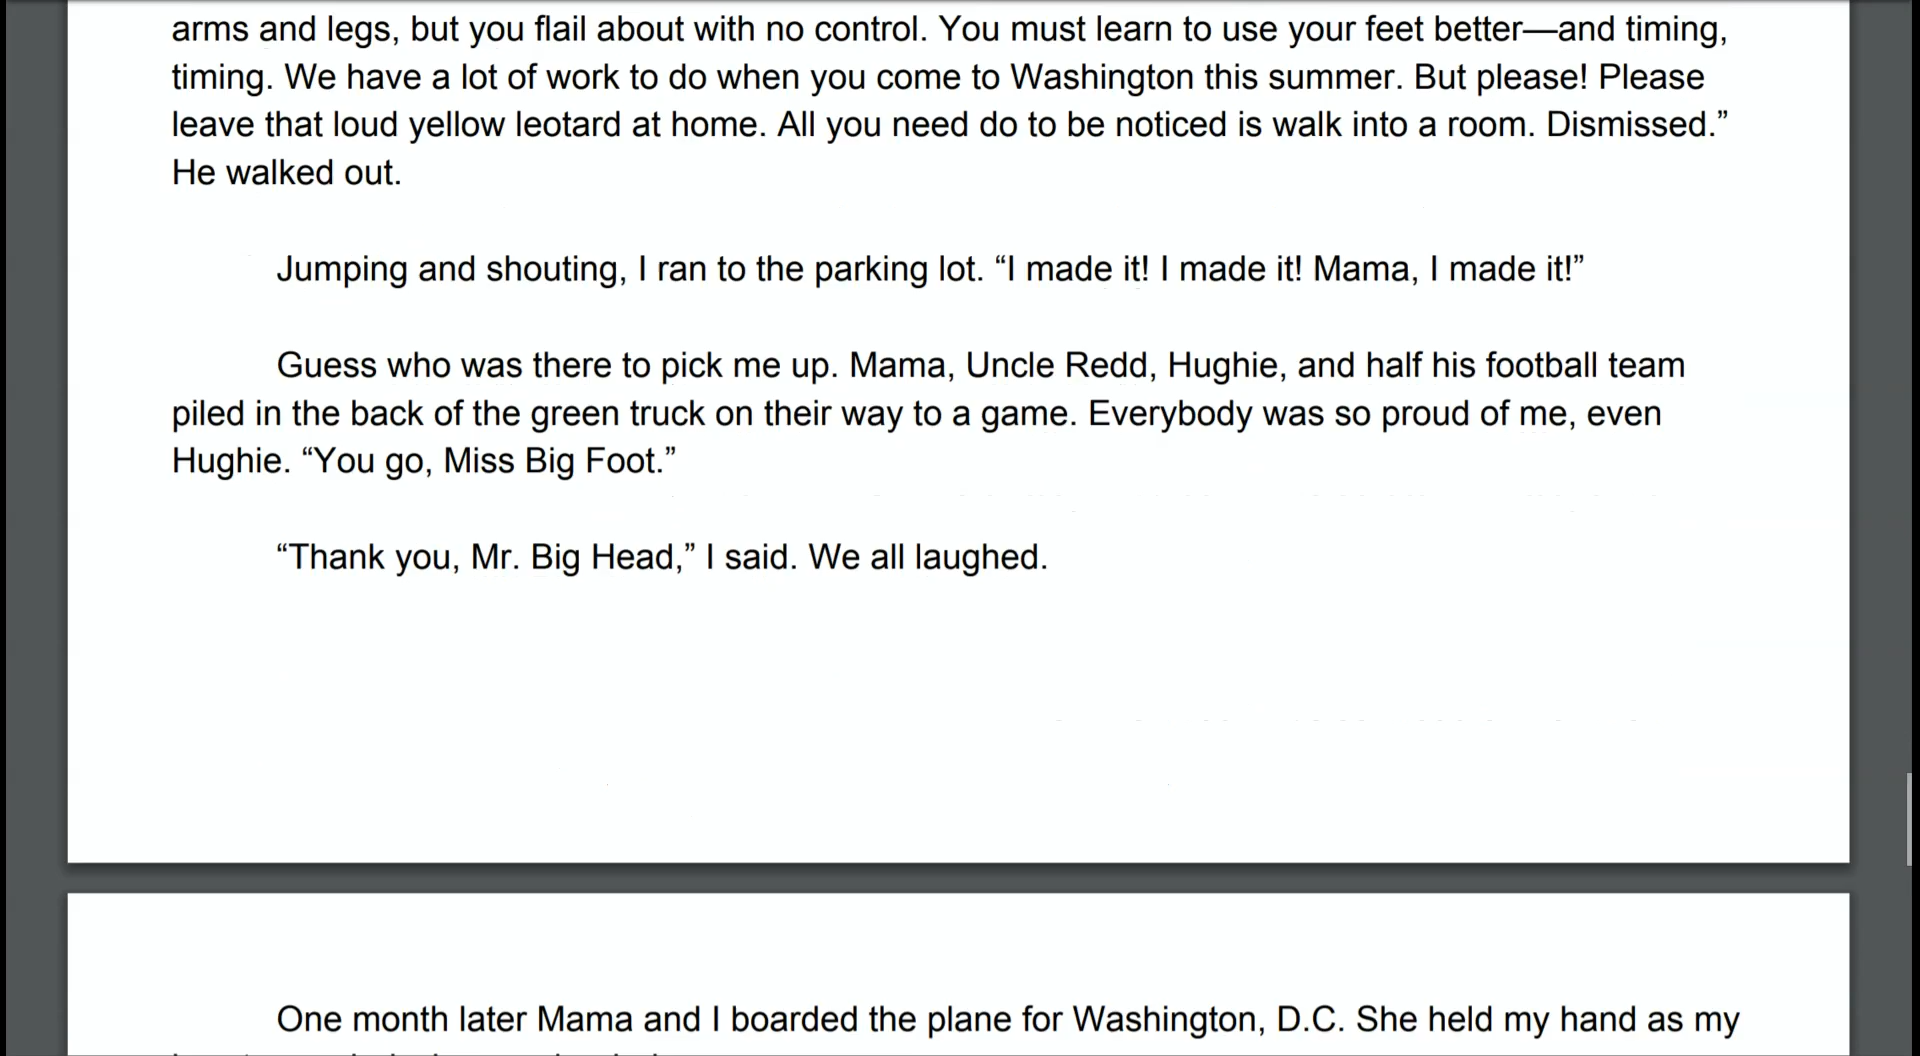 arms and legs, but you flail about with no control. You must learn to use your feet better—and timing,
timing. We have a lot of work to do when you come to Washington this summer. But please! Please
leave that loud yellow leotard at home. All you need do to be noticed is walk into a room. Dismissed.”
He walked out.
Jumping and shouting, I ran to the parking lot. “I made it! I made it! Mama, I made it!”
Guess who was there to pick me up. Mama, Uncle Redd, Hughie, and half his football team
piled in the back of the green truck on their way to a game. Everybody was so proud of me, even
Hughie. “You go, Miss Big Foot.”
“Thank you, Mr. Big Head,” I said. We all laughed.
One month later Mama and I boarded the plane for Washington, D.C. She held my hand as my